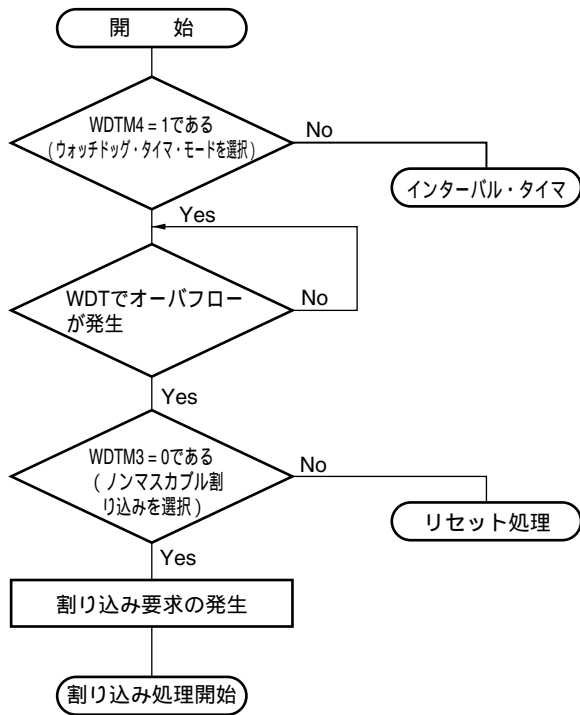 開　始
WDTM4 = 1である
(ウォッチドッグ・タイマ・モードを選択)
No
インターバル・タイマ
Yes
WDTでオーバフロー
が発生
No
Yes
WDTM3 = 0である
(ノンマスカブル割
り込みを選択)
No
リセット処理
Yes
割り込み要求の発生
割り込み処理開始